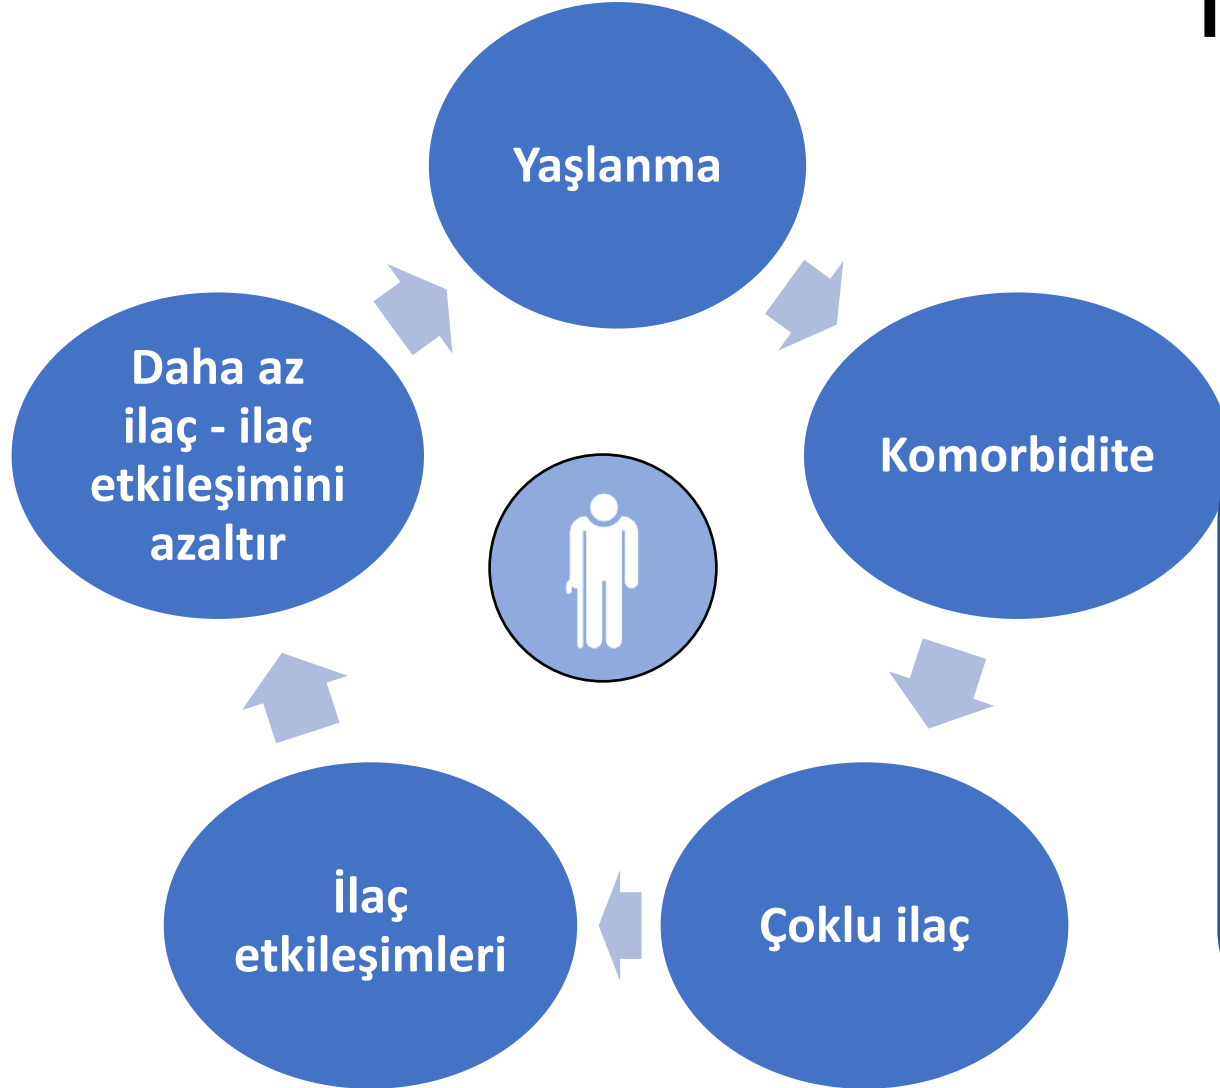 Yaşlanma
Komorbidite
Çoklu ilaç
İlaç
etkileşimleri
Daha az
ilaç - ilaç
etkileşimini
azaltır